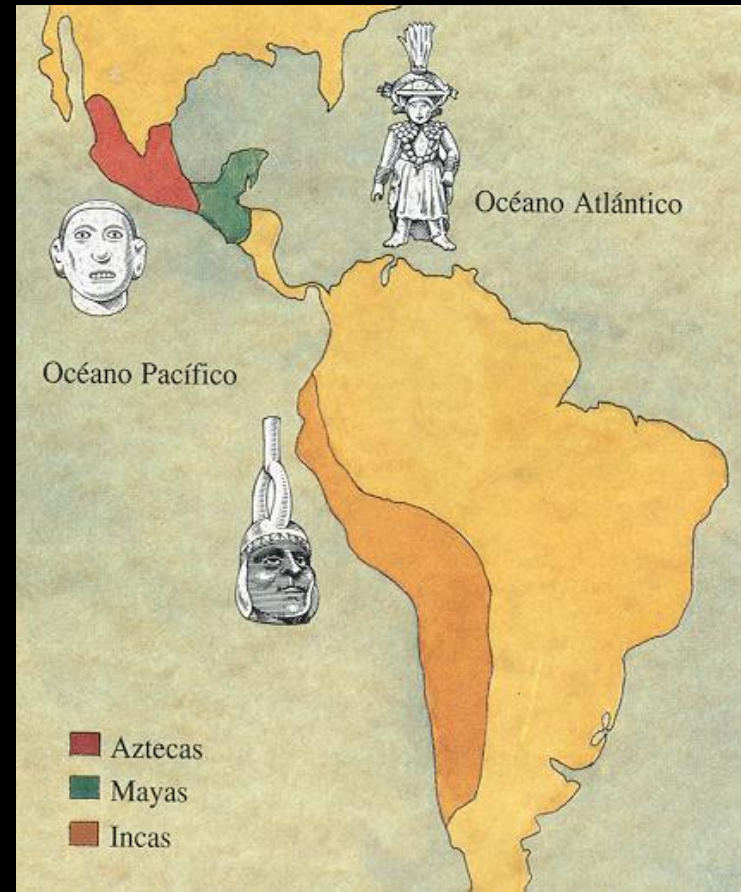 Océano Atlántico
Océano Pacífico
Aztecas
Mayas
Incas